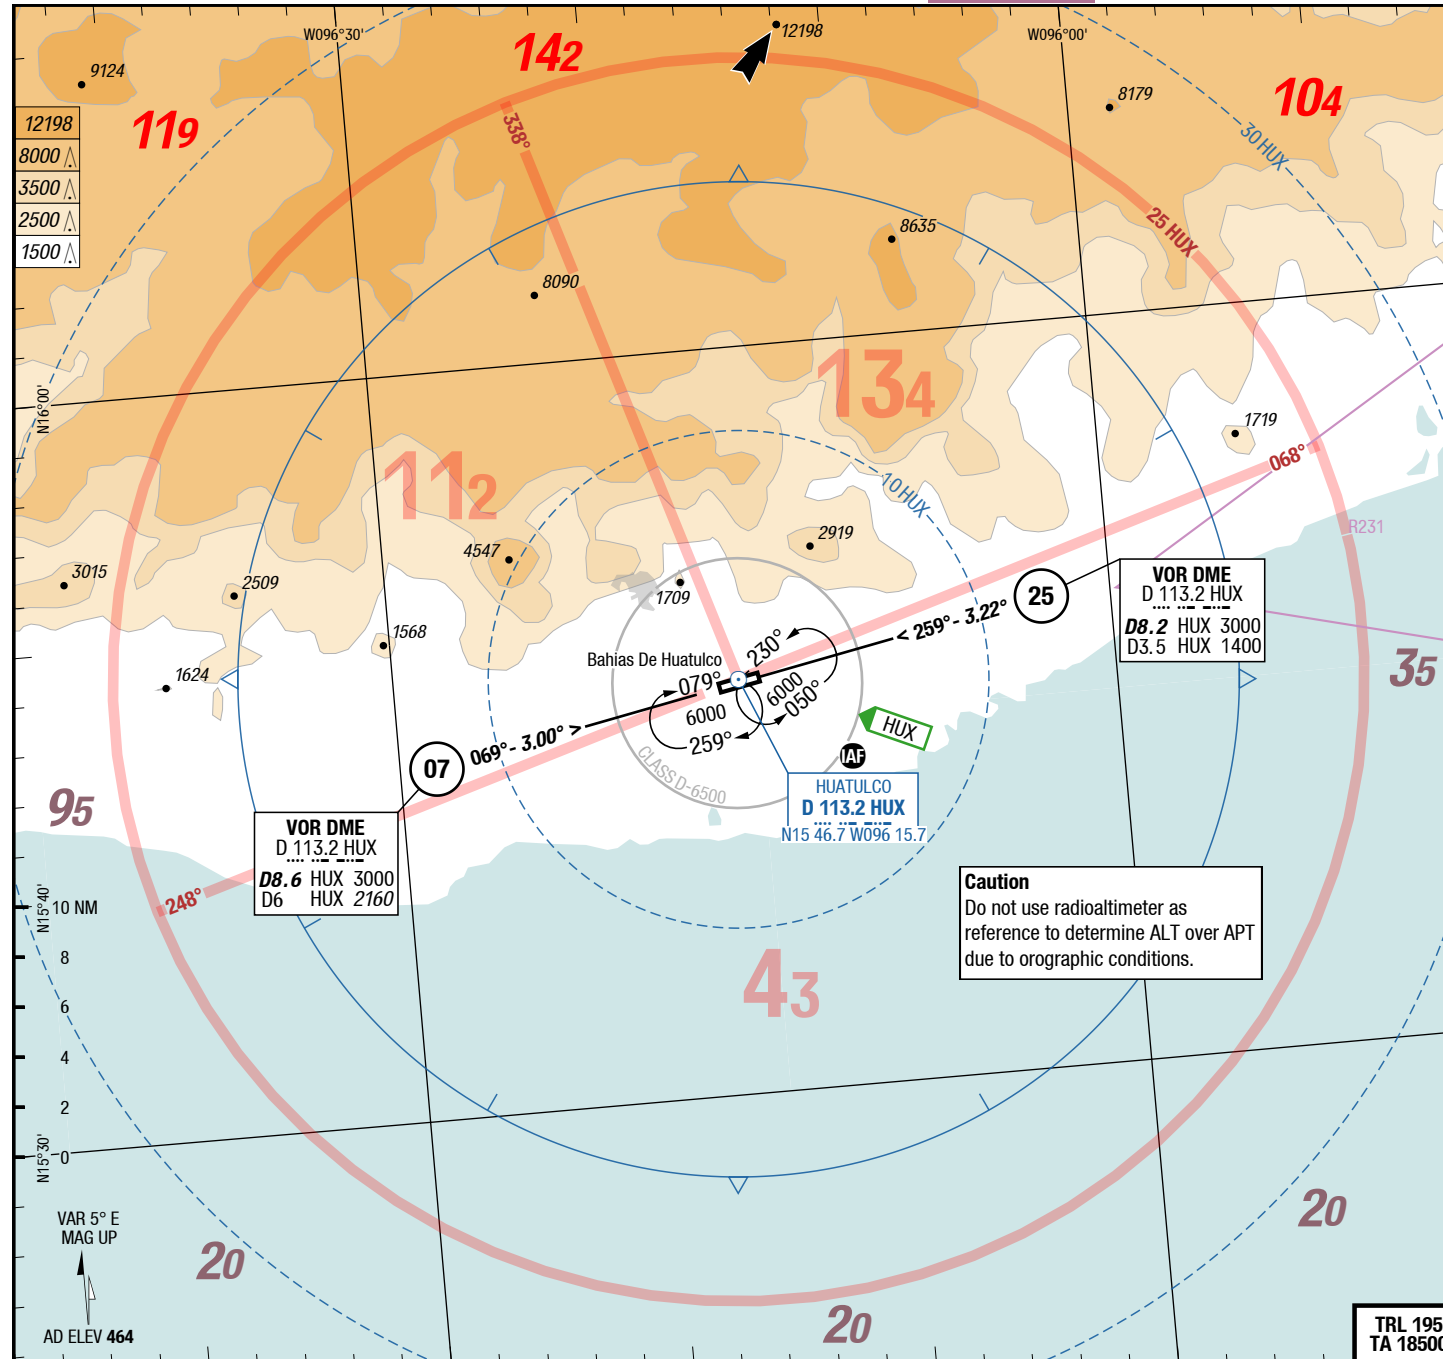 W096°30'
142
12198
W096°00'
9124
119
8179
104
12198
8000
3500
2500
1500
338°
30 HUX
25 HUX
8635
8090
N16°00'
134
1719
068°
112
10 HUX
R231
4547
2919
3015
2509
1709
1568
1624
25
VOR DME
D 113.2 HUX
D8.2 HUX 3000
D3.5 HUX 1400
< 259°- 3.22°
230°
Bahias De Huatulco
079°
6000
050°
6000
259°
35
HUX
069°- 3.00° >
07
CLASS D-6500
IAF
HUATULCO
D 113.2 HUX
N15 46.7 W096 15.7
95
VOR DME
D 113.2 HUX
D8.6 HUX 3000
D6 HUX 2160
248°
Caution
Do not use radioaltimeter as
reference to determine ALT over APT
due to orographic conditions.
N15°40'
10 NM
8
6
4
2
0
N15°30'
43
VAR 5° E
MAG UP
20
20
20
AD ELEV 464
TRL 195
TA 18500